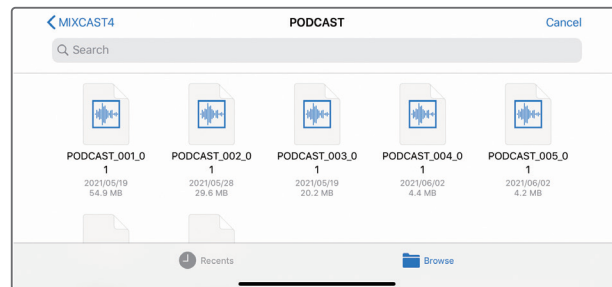 MIXCAST4 PODCAST Cancel
Search
PODCAST_001_0 PODCAST_002_0 PODCAST_003_0 PODCAST_004_0 PODCAST_005_0
1 1 1 1 1
2021/05/19 2021/05/28 2021/05/19 2021/06/02 2021/06/02
54.9 MB 29.6 MB 20.2 MB 4.4 MB 4.2 MB
Recents Browse